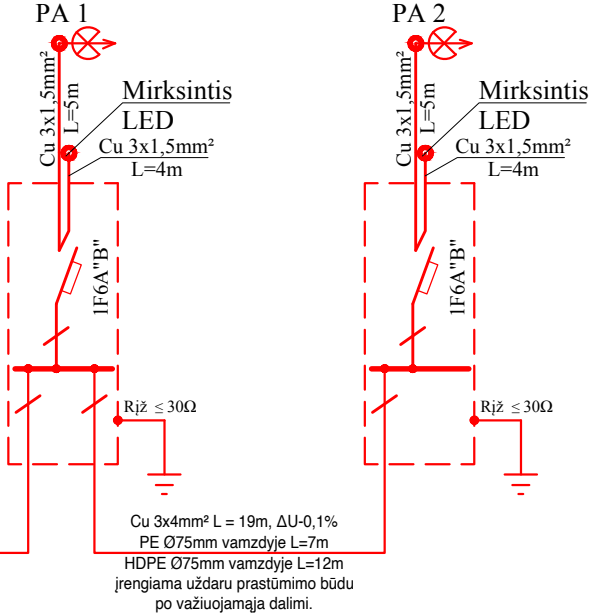 PA 1
Cu 3x1,5mm²
L=5m
Mirksintis
LED
Cu 3x1,5mm²
L=4m
1F6A"B"
Rįž ≤30Ω
PA 2
Cu 3x1,5mm²
L=5m
Mirksintis
LED
Cu 3x1,5mm²
L=4m
1F6A"B"
Rįž ≤30Ω
Cu 3x4mm² L = 19m, ΔU-0,1%
PE Ø75mm vamzdyje L=7m
HDPE Ø75mm vamzdyje L=12m
įrengiama uždaru prastūmimo būdu
po važiuojamąja dalimi.